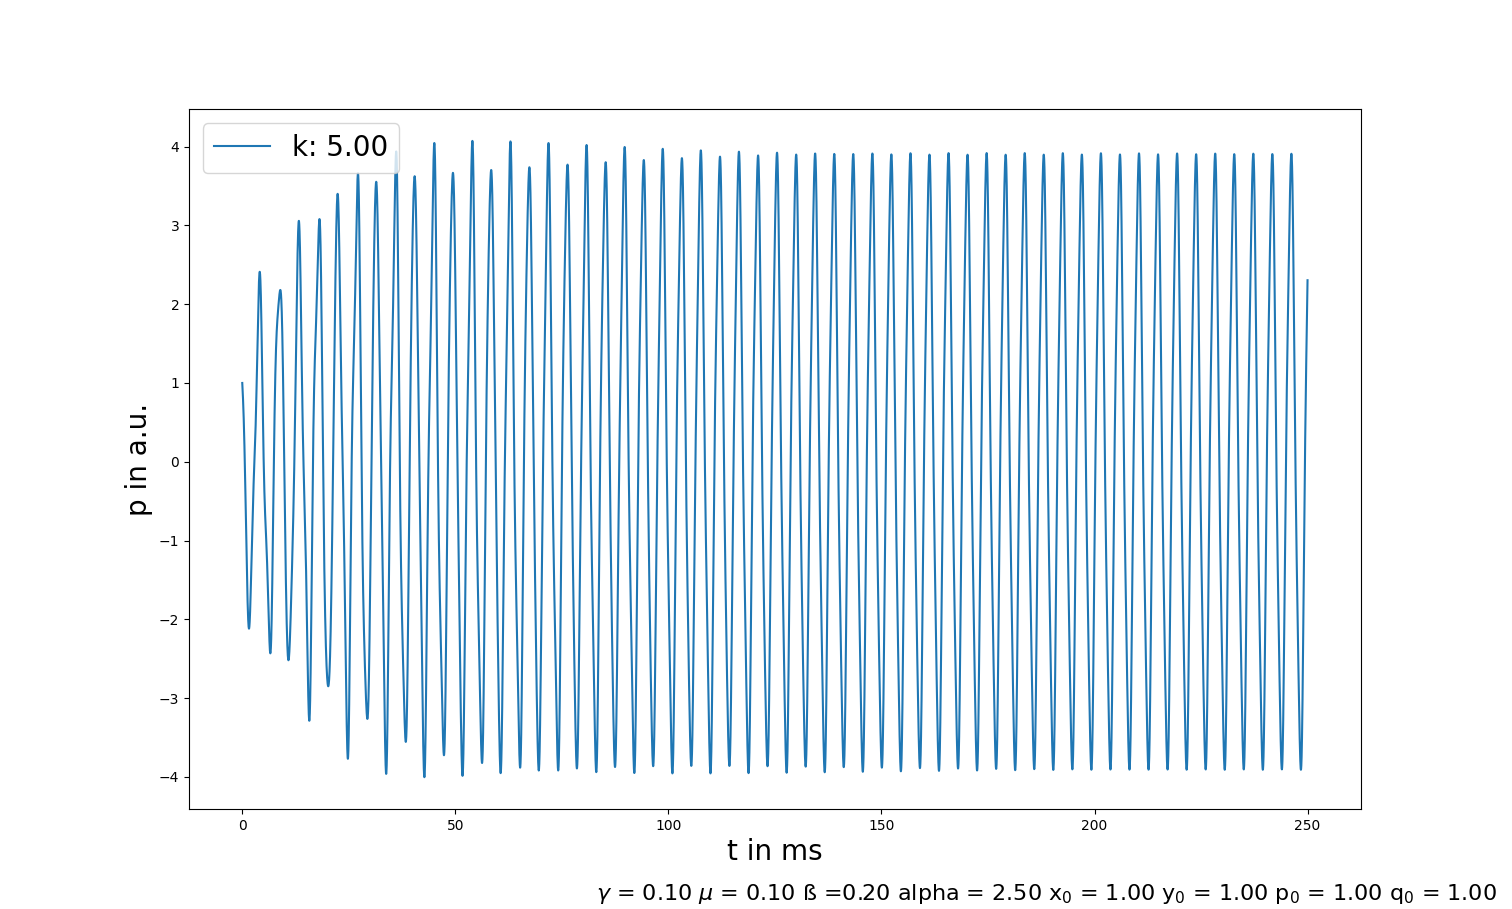 k: 5.00
4
3
2
1
0
−1
−2
−3
−4
p in a.u.
0 50 100 150 200 250
t in ms
γ = 0.10 μ = 0.10 ß =0.20 alpha = 2.50 x₀ = 1.00 y₀ = 1.00 p₀ = 1.00 q₀ = 1.00